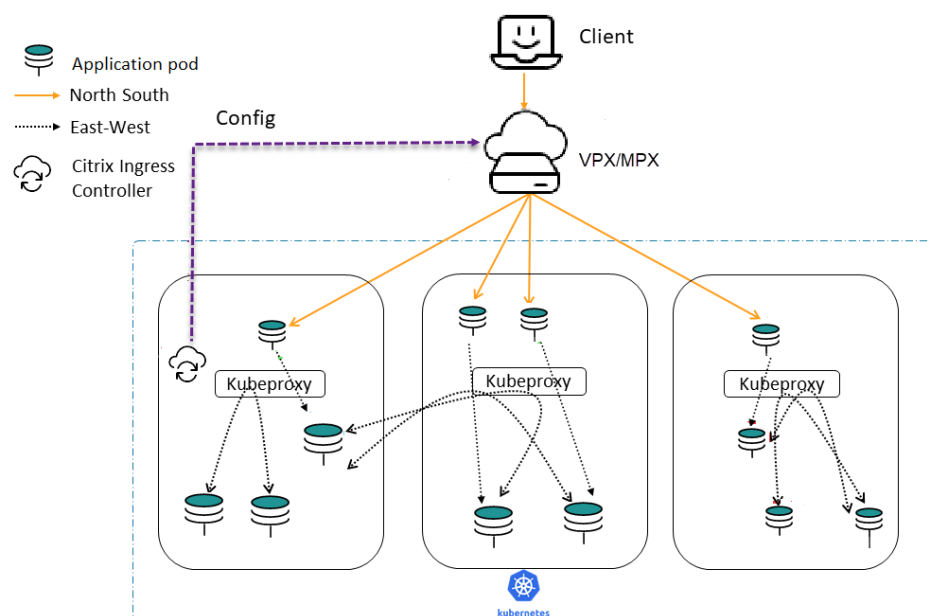 Client
Application pod
North South
East-West
Citrix Ingress
Controller
Config
VPX/MPX
Kubeproxy
Kubeproxy
Kubeproxy
kubernetes